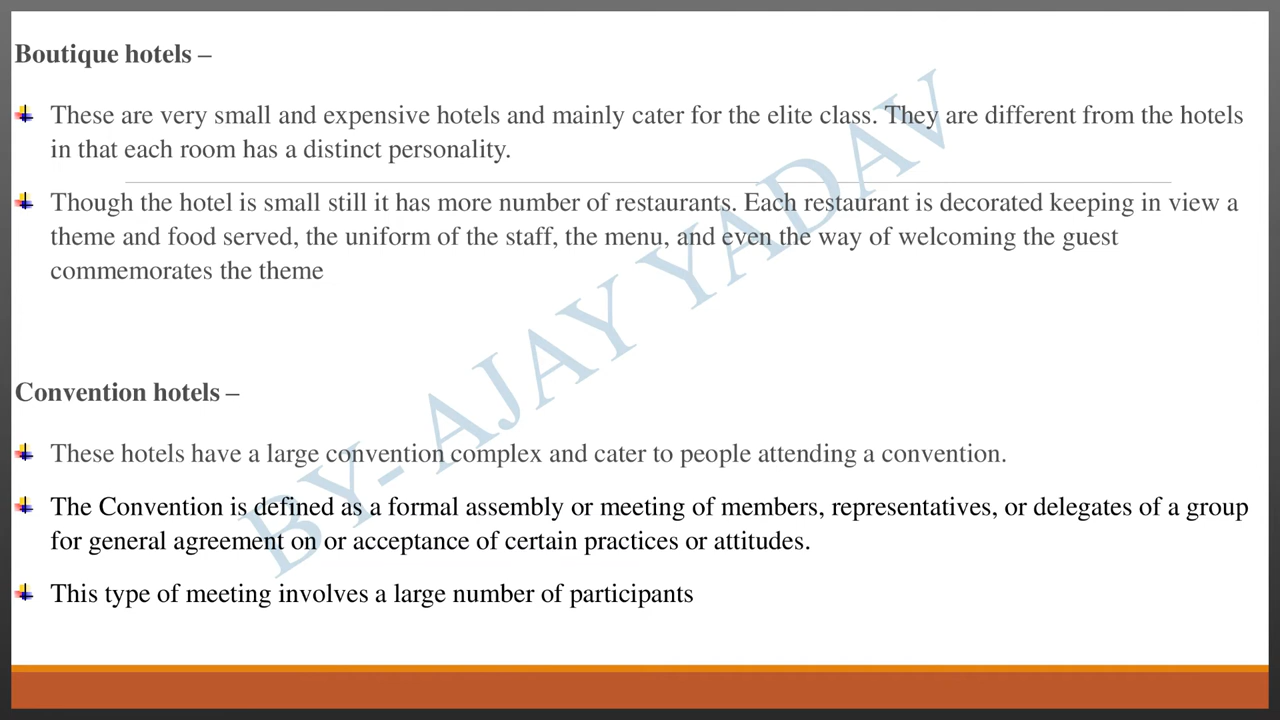 Boutique hotels –
These are very small and expensive hotels and mainly cater for the elite class. They are different from the hotels
in that each room has a distinct personality.
Though the hotel is small still it has more number of restaurants. Each restaurant is decorated keeping in view a
theme and food served, the uniform of the staff, the menu, and even the way of welcoming the guest
commemorates the theme
Convention hotels –
These hotels have a large convention complex and cater to people attending a convention.
The Convention is defined as a formal assembly or meeting of members, representatives, or delegates of a group
for general agreement on or acceptance of certain practices or attitudes.
This type of meeting involves a large number of participants
BY- AJAY YADAV